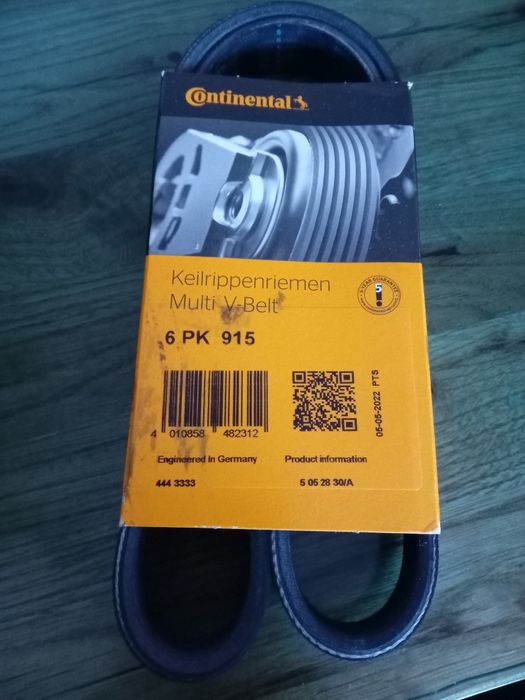 Continental
Keilrippenriemen
Multi V-Belt
6 PK 915
4 010858 482312
05-05-2022 PTS
Engineered in Germany
Product information
444 3333
5 05 28 30/A
5